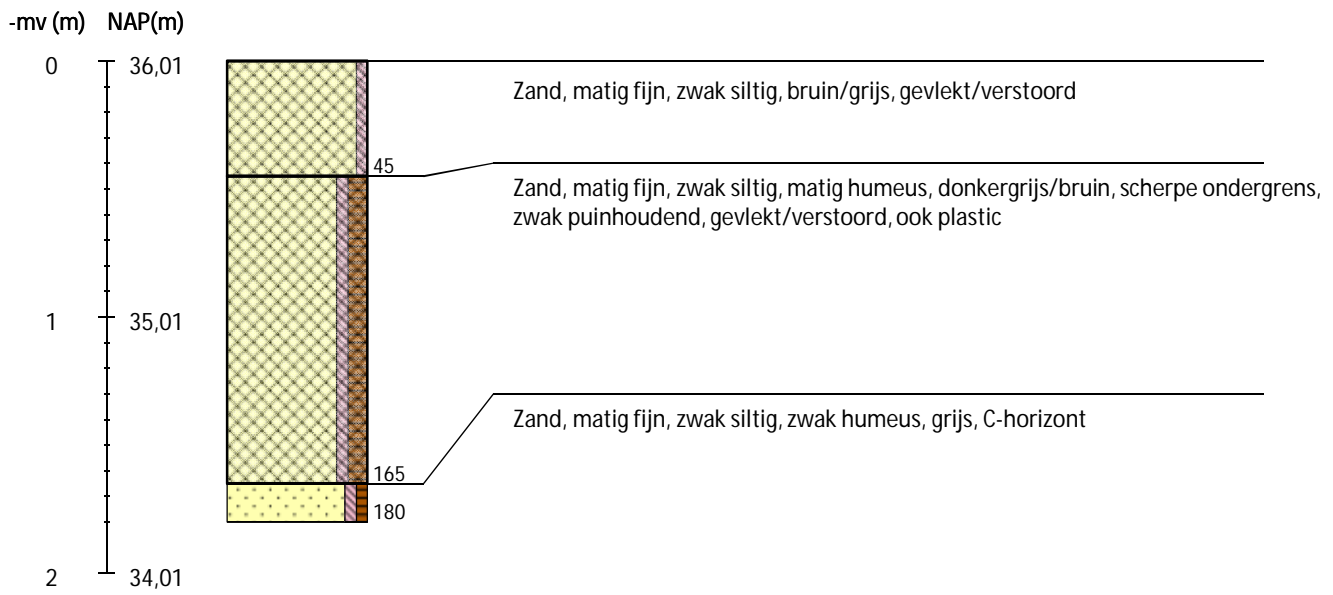 -mv (m) NAP(m)
0 36,01
Zand, matig fijn, zwak siltig, bruin/grijs, gevlekt/verstoord
45
Zand, matig fijn, zwak siltig, matig humeus, donkergrijs/bruin, scherpe ondergrens,
zwak puinhoudend, gevlekt/verstoord, ook plastic
1 35,01
Zand, matig fijn, zwak siltig, zwak humeus, grijs, C-horizont
165
180
2 34,01